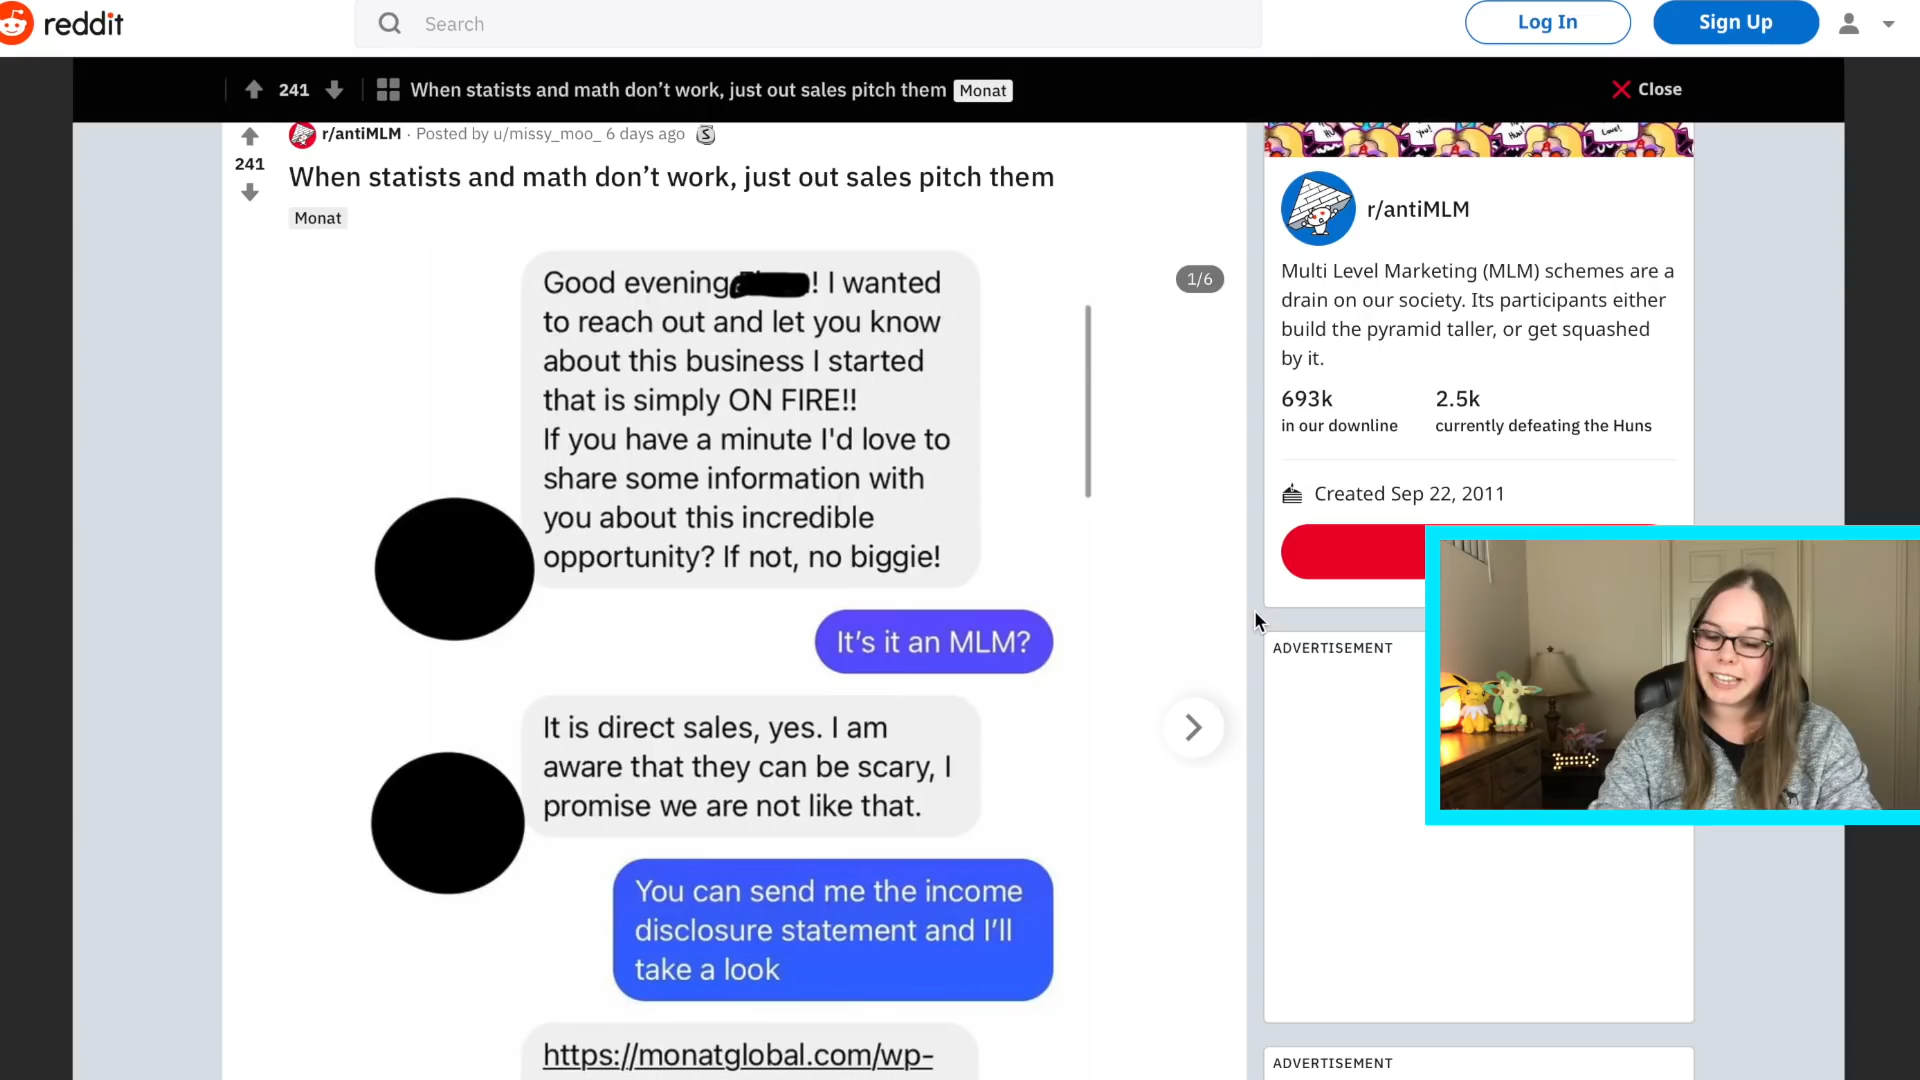 reddit
Search
Log In
Sign Up
241
When statists and math don’t work, just out sales pitch them
Monat
Close
r/antiMLM · Posted by u/missy_moo_ 6 days ago
241
When statists and math don’t work, just out sales pitch them
Monat
1/6
Good evening ! I wanted
to reach out and let you know
about this business I started
that is simply ON FIRE!!
If you have a minute I'd love to
share some information with
you about this incredible
opportunity? If not, no biggie!
It’s it an MLM?
It is direct sales, yes. I am
aware that they can be scary, I
promise we are not like that.
You can send me the income
disclosure statement and I’ll
take a look
https://monatglobal.com/wp-
r/antiMLM
Multi Level Marketing (MLM) schemes are a
drain on our society. Its participants either
build the pyramid taller, or get squashed
by it.
693k
in our downline
2.5k
currently defeating the Huns
Created Sep 22, 2011
ADVERTISEMENT
ADVERTISEMENT